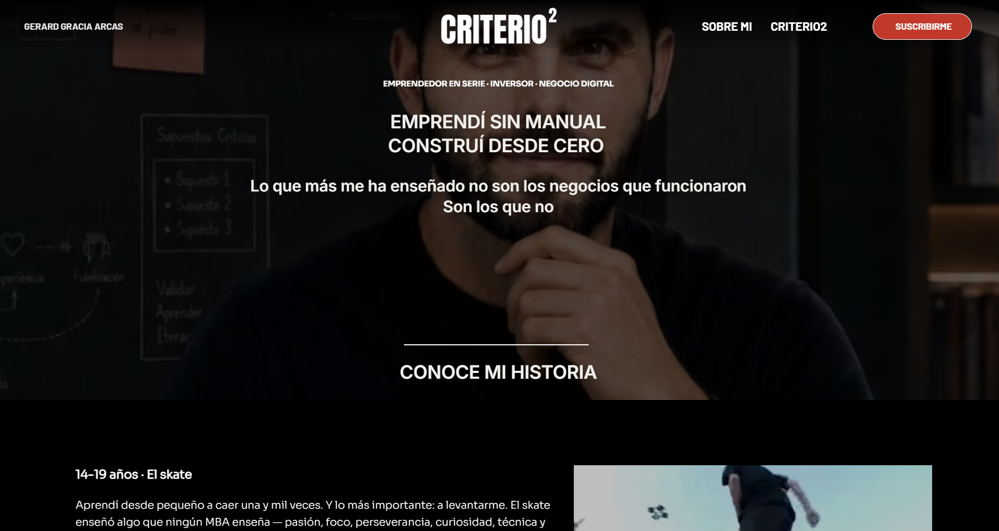 GERARD GRACIA ARCAS
CRITERIO²
SOBRE MI
CRITERIO2
SUSCRIBIRME
al poder
EMPRENDEDOR EN SERIE · INVERSOR · NEGOCIO DIGITAL
EMPRENDÍ SIN MANUAL
CONSTRUÍ DESDE CERO
Lo que más me ha enseñado no son los negocios que funcionaron
Son los que no
Supuestos Críticos
• Supuesto 1
• Supuesto 2
• Supuesto 3
Fidelización
Validar
Aprender
Iterar
CONOCE MI HISTORIA
14-19 años · El skate
Aprendí desde pequeño a caer una y mil veces. Y lo más importante: a levantarme. El skate
enseñó algo que ningún MBA enseña — pasión, foco, perseverancia, curiosidad, técnica y